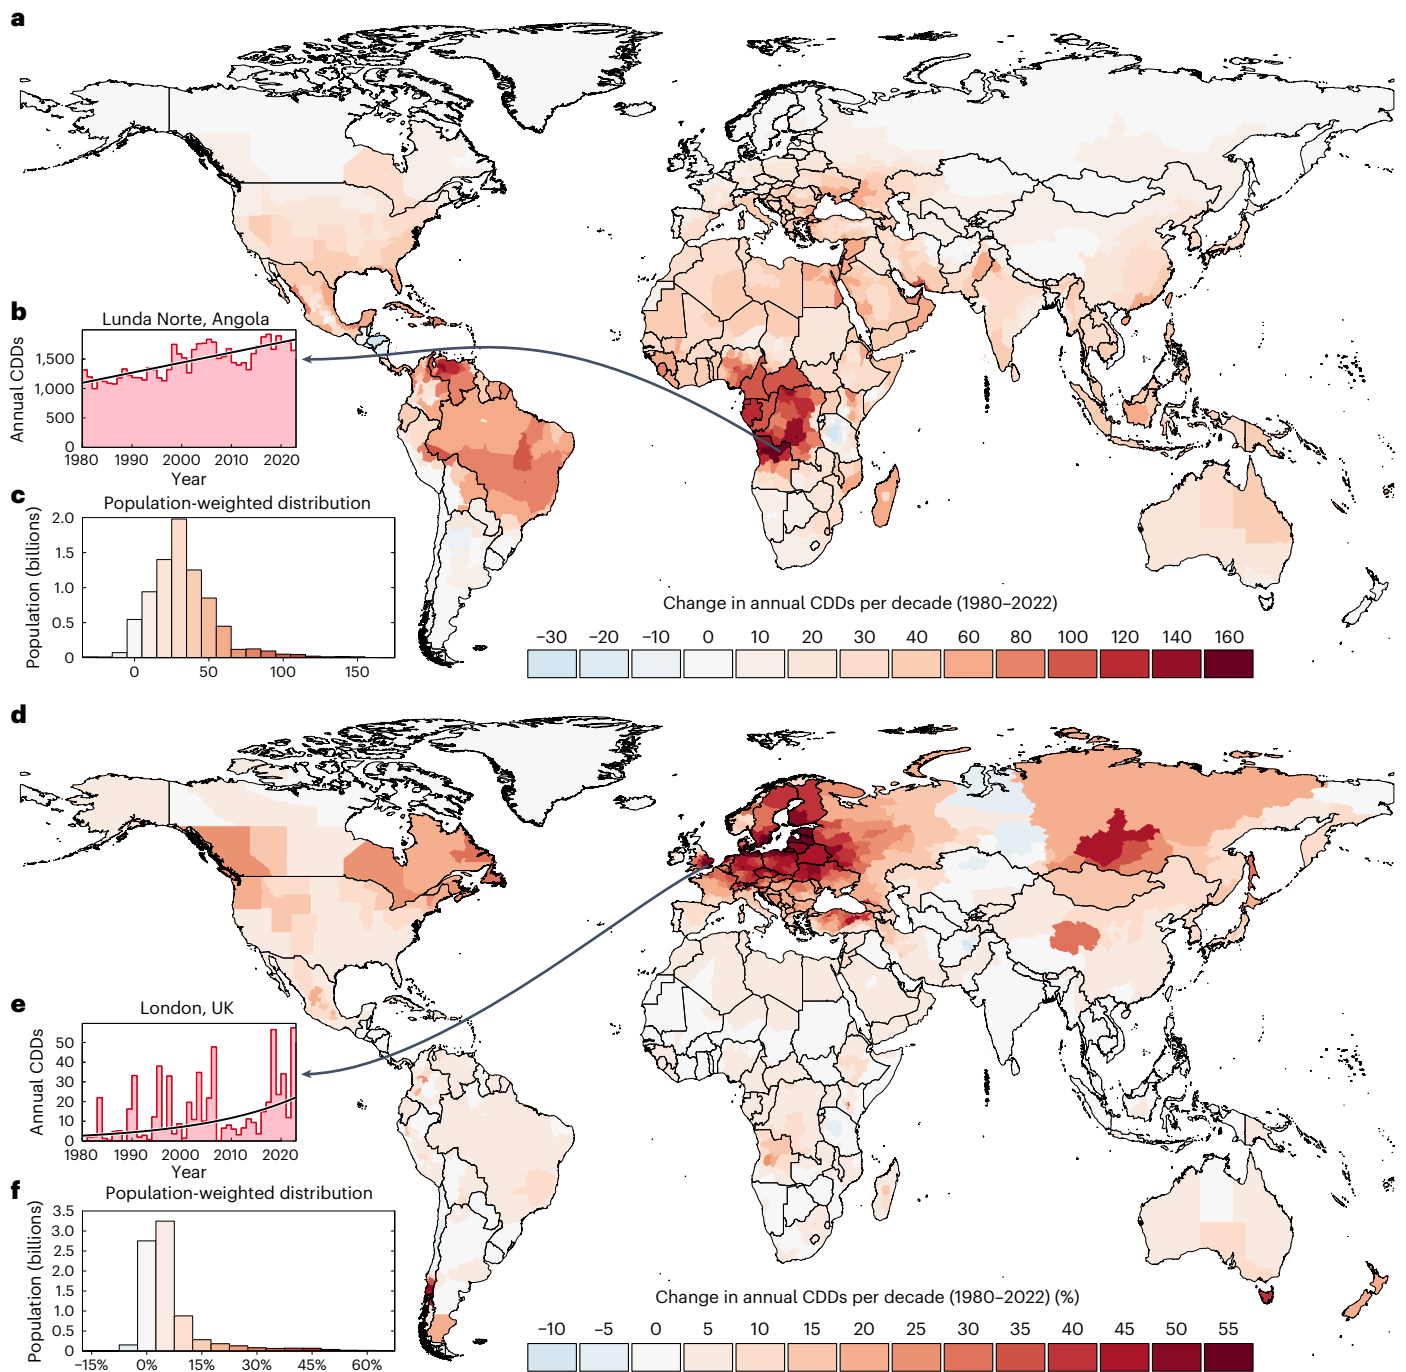 a
b
Lunda Norte, Angola
Annual CDDs
1,500
1,000
500
0
1980 1990 2000 2010 2020
Year
c
Population-weighted distribution
Population (billions)
2.0
1.5
1.0
0.5
0
0 50 100 150
Change in annual CDDs per decade (1980–2022)
−30 −20 −10 0 10 20 30 40 60 80 100 120 140 160
d
e
London, UK
Annual CDDs
50
40
30
20
10
0
1980 1990 2000 2010 2020
Year
f
Population-weighted distribution
Population (billions)
3.5
3.0
2.5
2.0
1.5
1.0
0.5
0
−15% 0% 15% 30% 45% 60%
Change in annual CDDs per decade (1980–2022) (%)
−10 −5 0 5 10 15 20 25 30 35 40 45 50 55